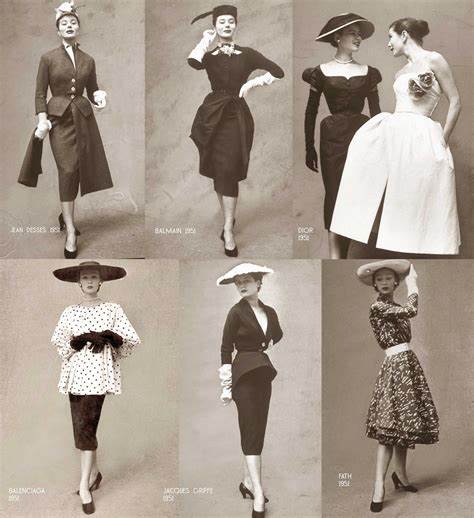 JEAN DESSES 1951
BALMAIN 1951
DIOR
1951
BALENCIAGA
1951
JACQUES GRIFFE
1951
FATH
1951